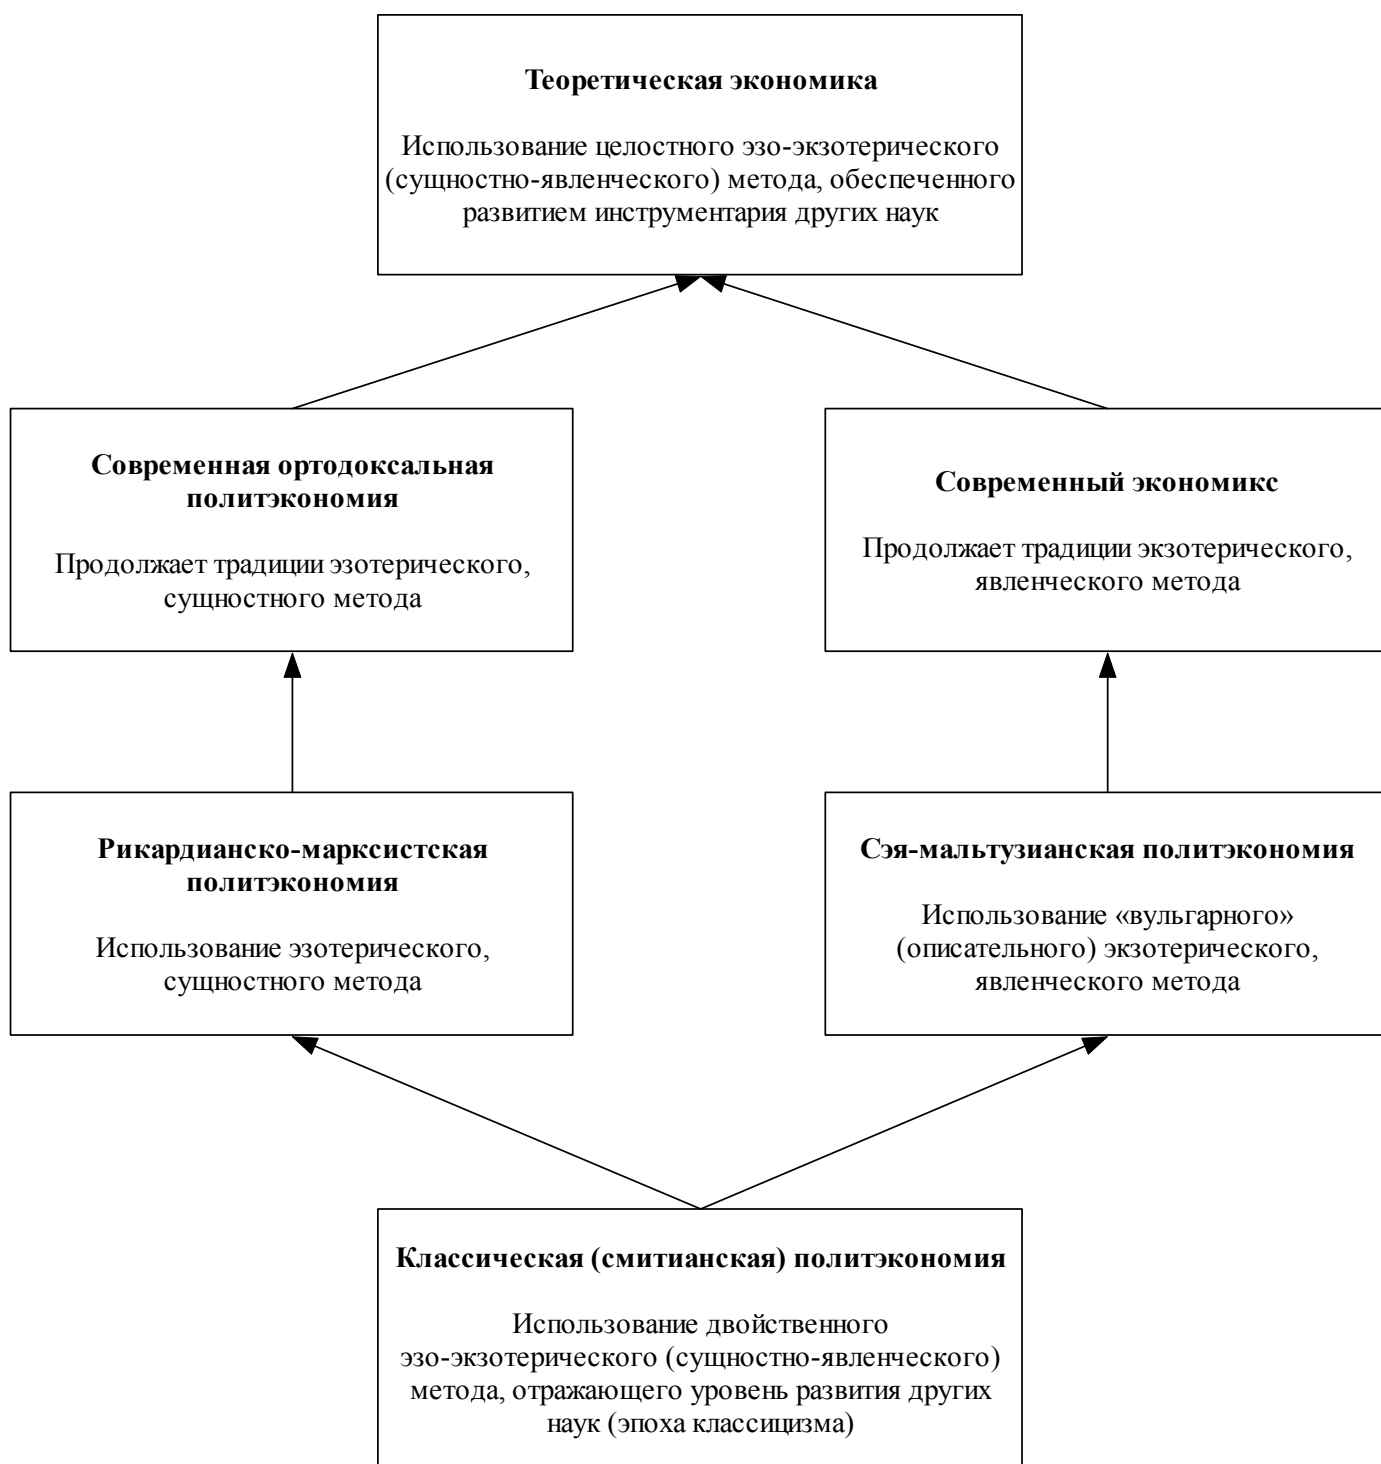 Теоретическая экономика
Использование целостного эзо-экзотерического
(сущностно-явленческого) метода, обеспеченного
развитием инструментария других наук
Современная ортодоксальная
политэкономия
Продолжает традиции эзотерического,
сущностного метода
Современный экономикс
Продолжает традиции экзотерического,
явленческого метода
Рикардианско-марксистская
политэкономия
Использование эзотерического,
сущностного метода
Сэя-мальтузианская политэкономия
Использование «вульгарного»
(описательного) экзотерического,
явленческого метода
Классическая (смитианская) политэкономия
Использование двойственного
эзо-экзотерического (сущностно-явленческого)
метода, отражающего уровень развития других
наук (эпоха классицизма)